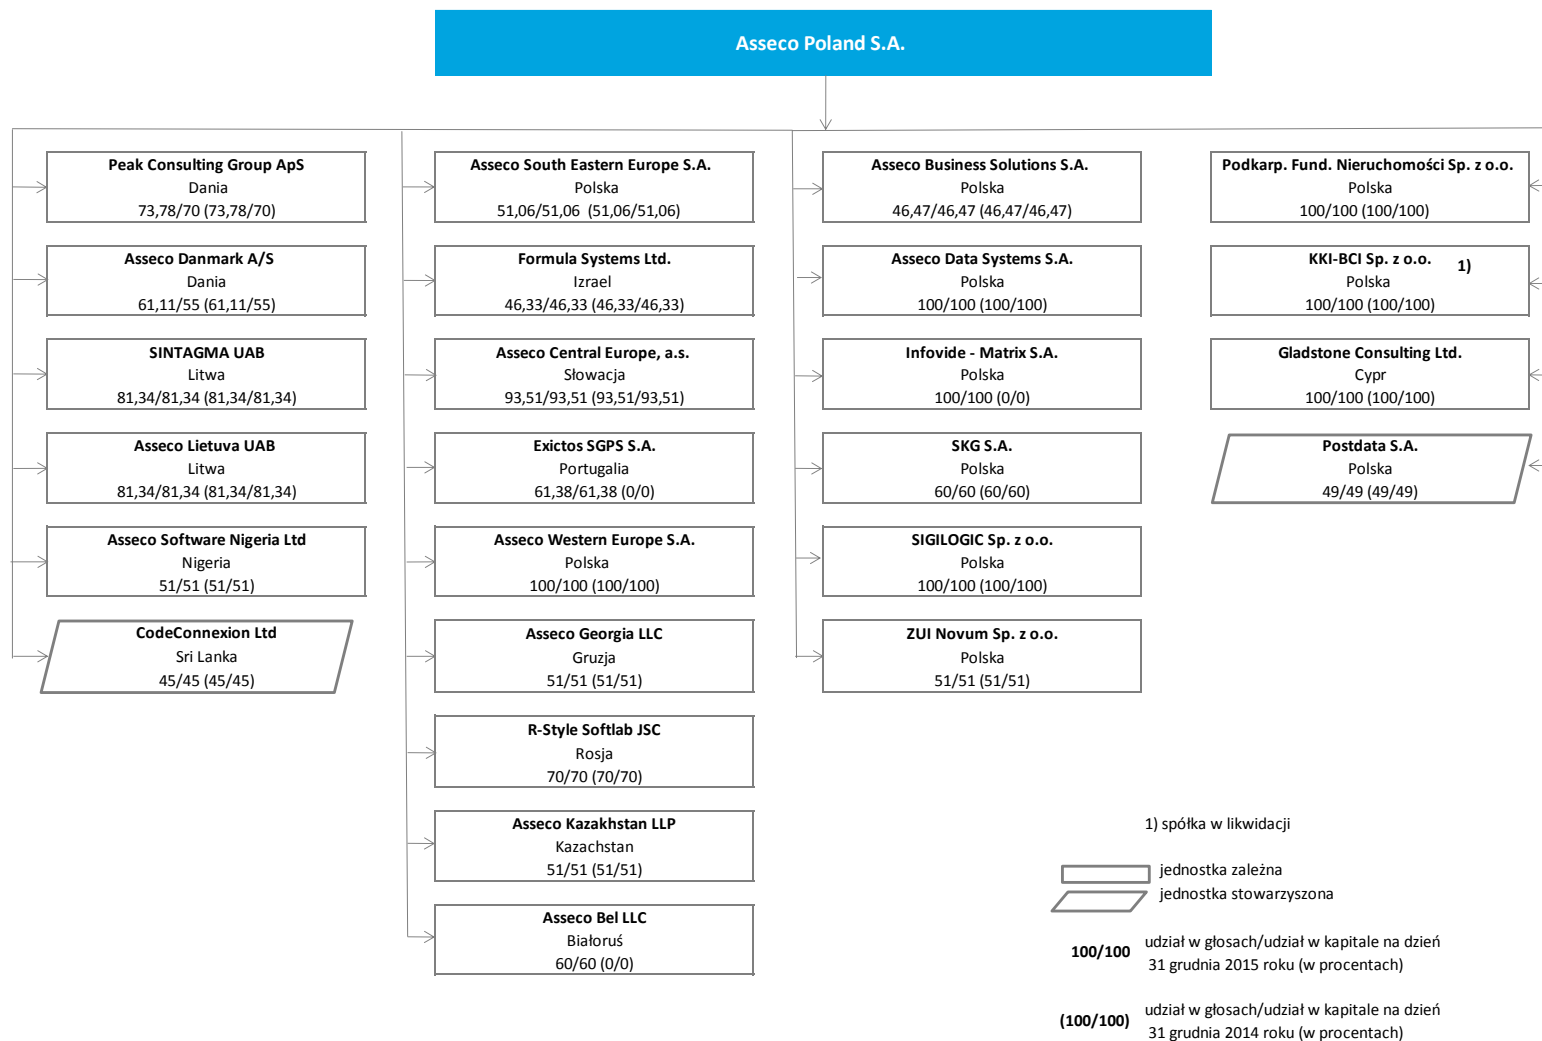 Asseco Poland S.A.
Peak Consulting Group ApS
Dania
73,78/70 (73,78/70)
Asseco Danmark A/S
Dania
61,11/55 (61,11/55)
SINTAGMA UAB
Litwa
81,34/81,34 (81,34/81,34)
Asseco Lietuva UAB
Litwa
81,34/81,34 (81,34/81,34)
Asseco Software Nigeria Ltd
Nigeria
51/51 (51/51)
CodeConnexion Ltd
Sri Lanka
45/45 (45/45)
Asseco South Eastern Europe S.A.
Polska
51,06/51,06 (51,06/51,06)
Formula Systems Ltd.
Izrael
46,33/46,33 (46,33/46,33)
Asseco Central Europe, a.s.
Słowacja
93,51/93,51 (93,51/93,51)
Exictos SGPS S.A.
Portugalia
61,38/61,38 (0/0)
Asseco Western Europe S.A.
Polska
100/100 (100/100)
Asseco Georgia LLC
Gruzja
51/51 (51/51)
R-Style Softlab JSC
Rosja
70/70 (70/70)
Asseco Kazakhstan LLP
Kazachstan
51/51 (51/51)
Asseco Bel LLC
Białoruś
60/60 (0/0)
Asseco Business Solutions S.A.
Polska
46,47/46,47 (46,47/46,47)
Asseco Data Systems S.A.
Polska
100/100 (100/100)
Infovide - Matrix S.A.
Polska
100/100 (0/0)
SKG S.A.
Polska
60/60 (60/60)
SIGILOGIC Sp. z o.o.
Polska
100/100 (100/100)
ZUI Novum Sp. z o.o.
Polska
51/51 (51/51)
Podkarp. Fund. Nieruchomości Sp. z o.o.
Polska
100/100 (100/100)
KKI-BCI Sp. z o.o. 1)
Polska
100/100 (100/100)
Gladstone Consulting Ltd.
Cypr
100/100 (100/100)
Postdata S.A.
Polska
49/49 (49/49)
1) spółka w likwidacji
jednostka zależna
jednostka stowarzyszona
100/100 udział w głosach/udział w kapitale na dzień
31 grudnia 2015 roku (w procentach)
(100/100) udział w głosach/udział w kapitale na dzień
31 grudnia 2014 roku (w procentach)